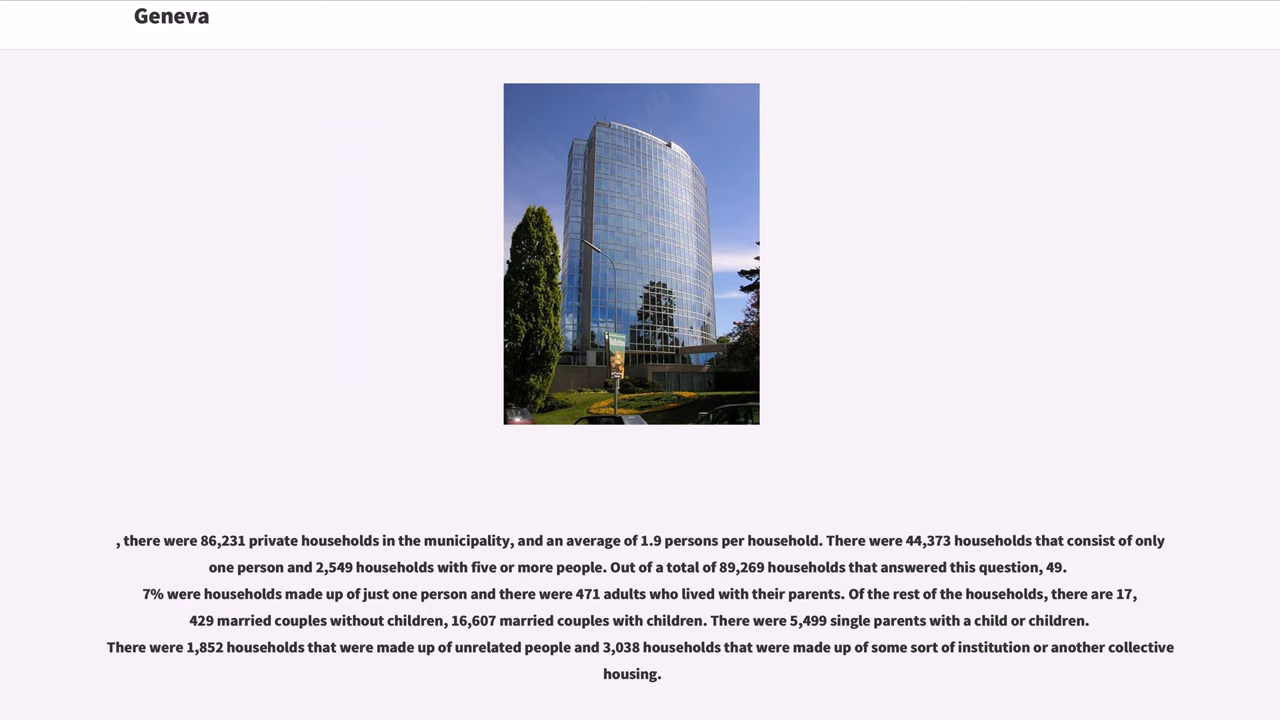 Geneva
, there were 86,231 private households in the municipality, and an average of 1.9 persons per household. There were 44,373 households that consist of only
one person and 2,549 households with five or more people. Out of a total of 89,269 households that answered this question, 49.
7% were households made up of just one person and there were 471 adults who lived with their parents. Of the rest of the households, there are 17,
429 married couples without children, 16,607 married couples with children. There were 5,499 single parents with a child or children.
There were 1,852 households that were made up of unrelated people and 3,038 households that were made up of some sort of institution or another collective
housing.